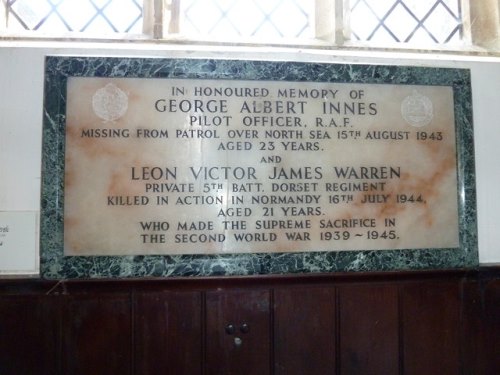 IN HONOURED MEMORY OF
GEORGE ALBERT INNES
PILOT OFFICER, R.A.F.
MISSING FROM PATROL OVER NORTH SEA 15TH AUGUST 1943
AGED 23 YEARS.
AND
LEON VICTOR JAMES WARREN
PRIVATE 5TH BATT. DORSET REGIMENT
KILLED IN ACTION IN NORMANDY 16TH JULY 1944,
AGED 21 YEARS.
WHO MADE THE SUPREME SACRIFICE IN
THE SECOND WORLD WAR 1939~1945.